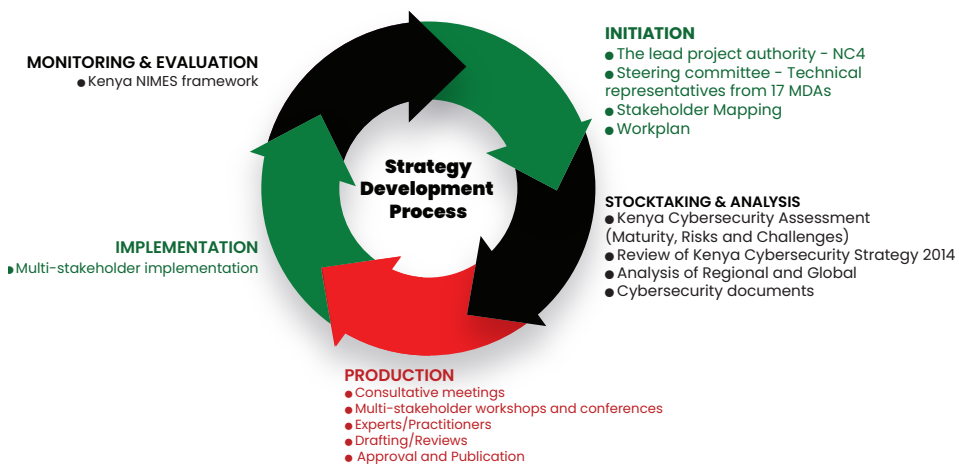 MONITORING & EVALUATION
● Kenya NIMES framework
INITIATION
● The lead project authority - NC4
● Steering committee - Technical
representatives from 17 MDAs
● Stakeholder Mapping
● Workplan
Strategy
Development
Process
STOCKTAKING & ANALYSIS
● Kenya Cybersecurity Assessment
(Maturity, Risks and Challenges)
● Review of Kenya Cybersecurity Strategy 2014
● Analysis of Regional and Global
● Cybersecurity documents
IMPLEMENTATION
● Multi-stakeholder implementation
PRODUCTION
● Consultative meetings
● Multi-stakeholder workshops and conferences
● Experts/Practitioners
● Drafting/Reviews
● Approval and Publication